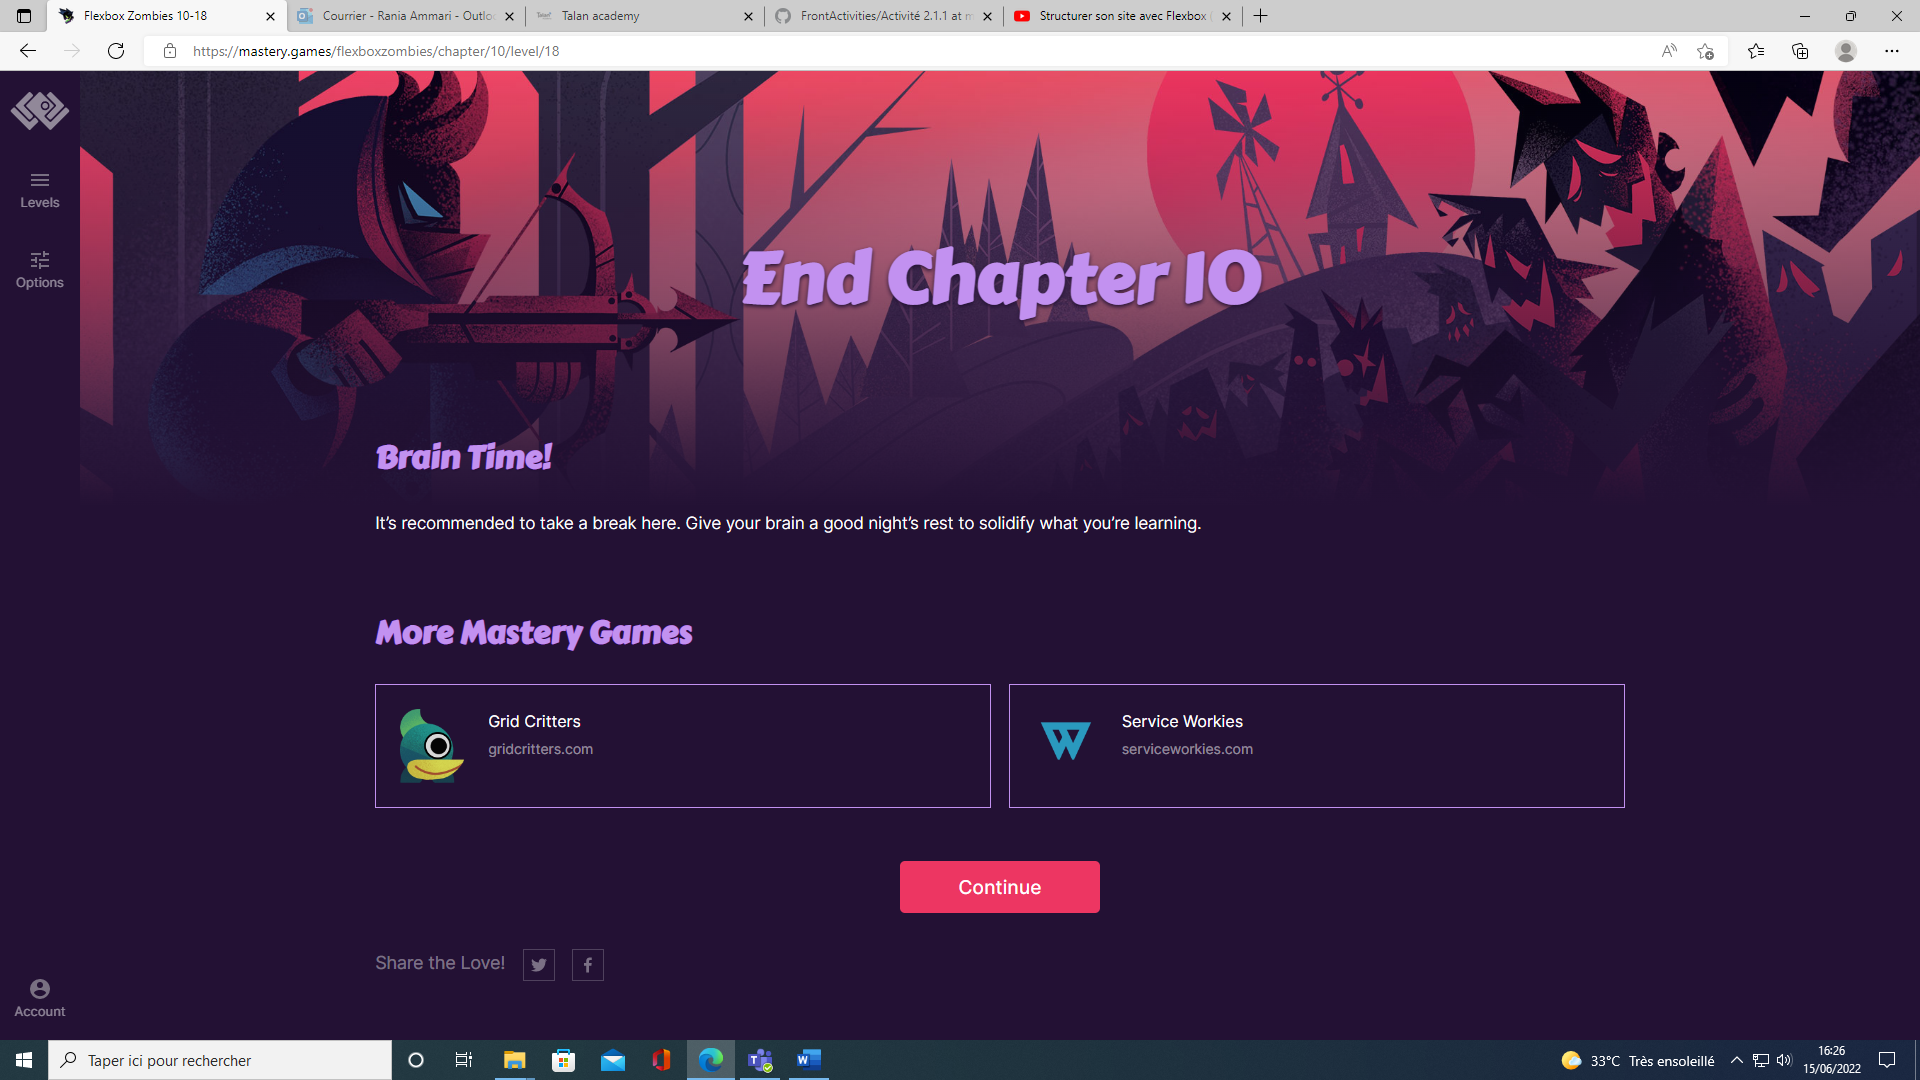 Flexbox Zombies 10-18
Courrier - Rania Ammari - Outlo
Talan academy
FrontActivities/Activité 2.1.1 at m
Structurer son site avec Flexbox
https://mastery.games/flexboxzombies/chapter/10/level/18
Levels
Options
End Chapter 10
Brain Time!
It's recommended to take a break here. Give your brain a good night's rest to solidify what you're learning.
More Mastery Games
Grid Critters
gridcritters.com
Service Workies
serviceworkies.com
Continue
Share the Love!
Account
Taper ici pour rechercher
33°C Très ensoleillé
16:26
15/06/2022